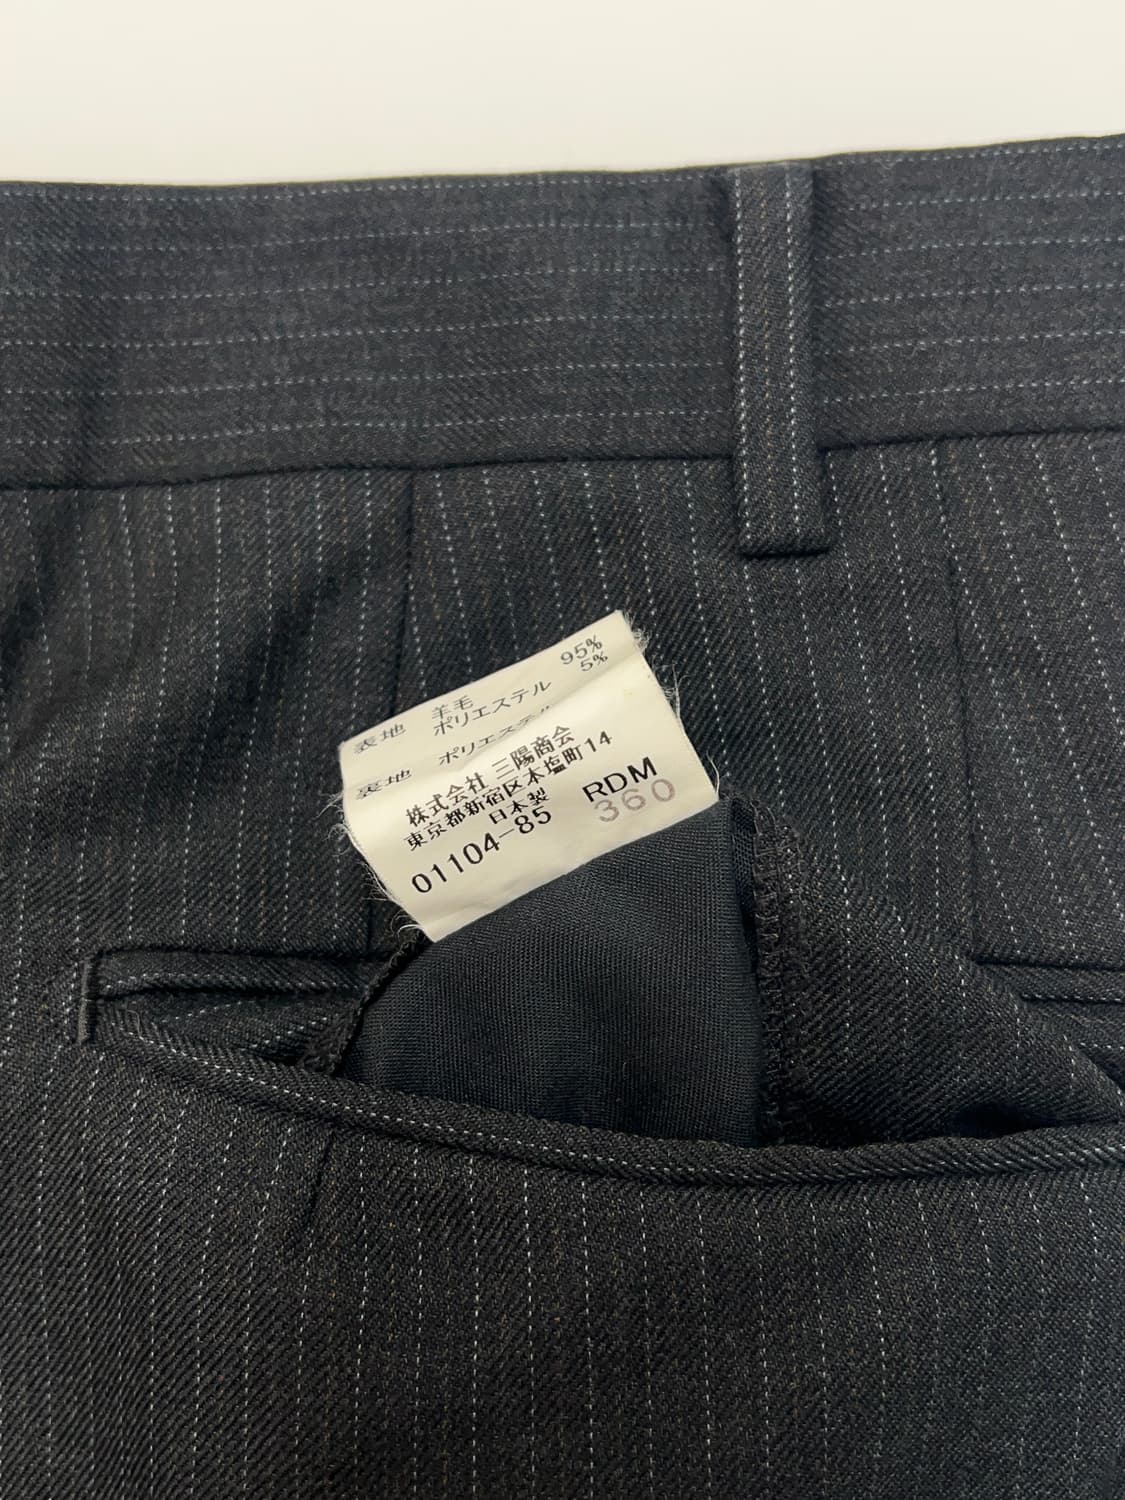 表地 羊毛 95%
ポリエステル 5%
裏地 ポリエステル
株式会社 三陽商会
東京都新宿区本塩町14
日本製 RDM
01104-85 360